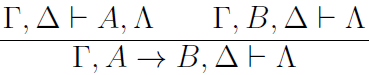 Γ, Δ ⊢ A, Λ Γ, B, Δ ⊢ Λ
Γ, A → B, Δ ⊢ Λ